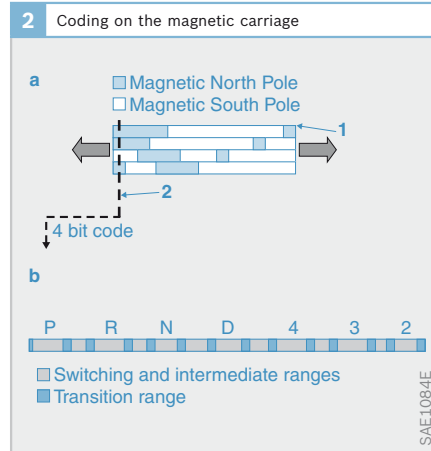 2 Coding on the magnetic carriage
a
Magnetic North Pole
Magnetic South Pole
1
2
4 bit code
b
P R N D 4 3 2
Switching and intermediate ranges
Transition range
SAE1084E